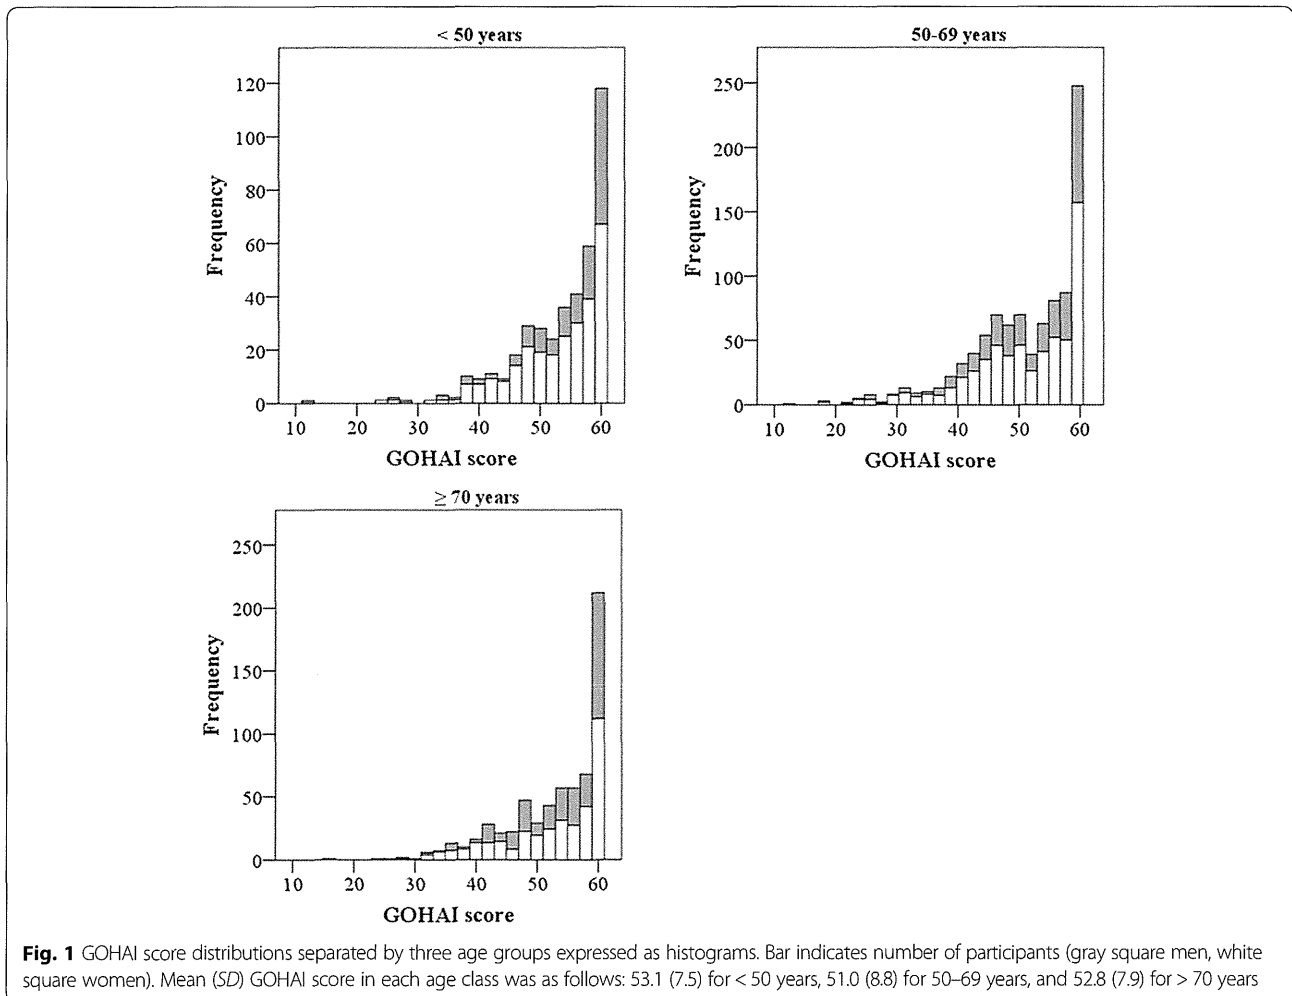 < 50 years
120
100
80
60
40
20
0
Frequency
10 20 30 40 50 60
GOHAI score
50-69 years
250
200
150
100
50
0
Frequency
10 20 30 40 50 60
GOHAI score
≥ 70 years
250
200
150
100
50
0
Frequency
10 20 30 40 50 60
GOHAI score
Fig. 1 GOHAI score distributions separated by three age groups expressed as histograms. Bar indicates number of participants (gray square men, white
square women). Mean (SD) GOHAI score in each age class was as follows: 53.1 (7.5) for < 50 years, 51.0 (8.8) for 50–69 years, and 52.8 (7.9) for > 70 years